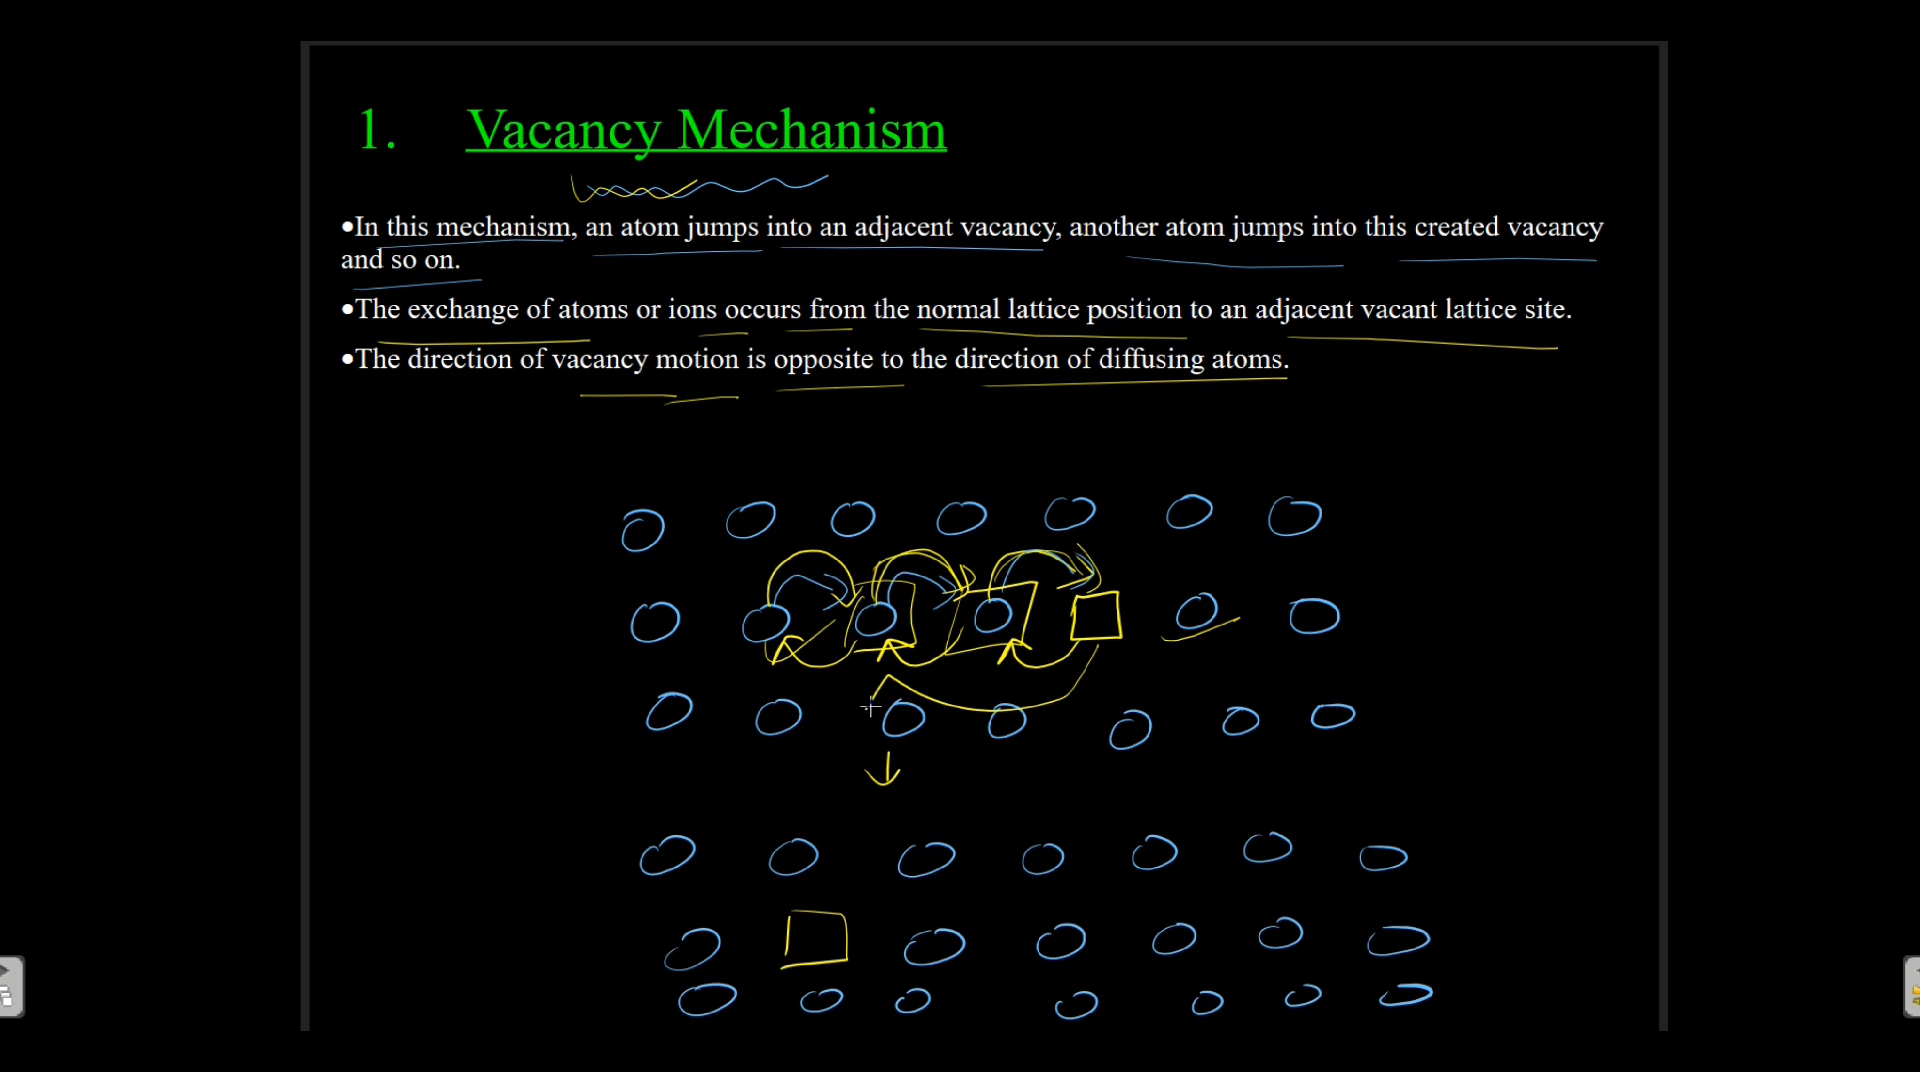 1. Vacancy Mechanism
•In this mechanism, an atom jumps into an adjacent vacancy, another atom jumps into this created vacancy
and so on.
•The exchange of atoms or ions occurs from the normal lattice position to an adjacent vacant lattice site.
•The direction of vacancy motion is opposite to the direction of diffusing atoms.